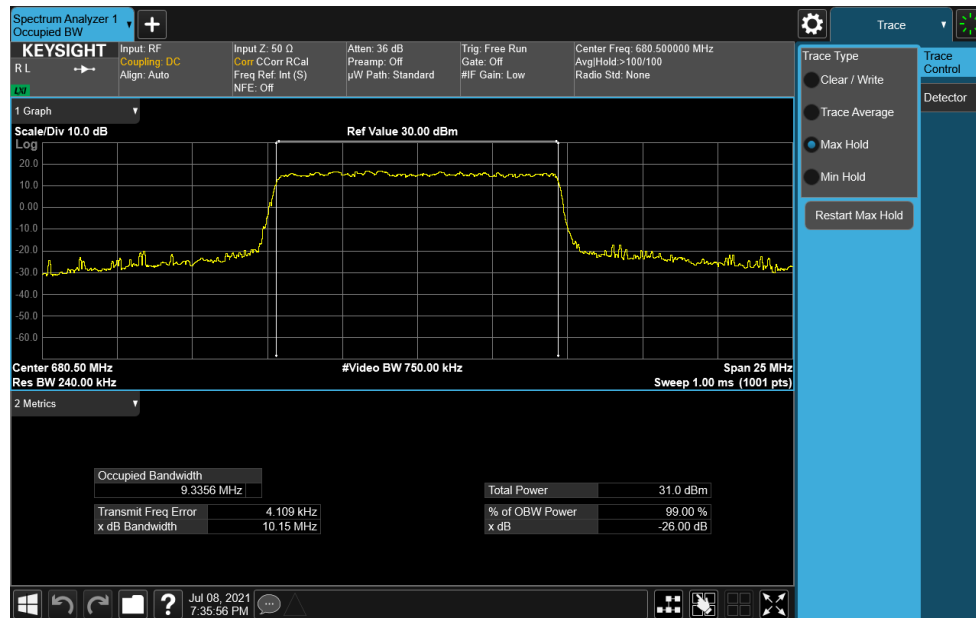 Spectrum Analyzer 1
Occupied BW
KEYSIGHT
R L
LXI
Input: RF
Coupling: DC
Align: Auto
Input Z: 50 Ω
Corr CCorr RCal
Freq Ref: Int (S)
NFE: Off
Atten: 36 dB
Preamp: Off
µW Path: Standard
Trig: Free Run
Gate: Off
#IF Gain: Low
Center Freq: 680.500000 MHz
Avg|Hold:>100/100
Radio Std: None
1 Graph
Scale/Div 10.0 dB
Ref Value 30.00 dBm
Log
20.0
10.0
0.00
-10.0
-20.0
-30.0
-40.0
-50.0
-60.0
Center 680.50 MHz
#Video BW 750.00 kHz
Span 25 MHz
Res BW 240.00 kHz
Sweep 1.00 ms (1001 pts)
2 Metrics
Occupied Bandwidth
9.3356 MHz
Transmit Freq Error 4.109 kHz
x dB Bandwidth 10.15 MHz
Total Power 31.0 dBm
% of OBW Power 99.00 %
x dB -26.00 dB
?
Jul 08, 2021
7:35:56 PM
Trace
Trace Type
Clear / Write
Trace Average
Max Hold
Min Hold
Restart Max Hold
Trace
Control
Detector